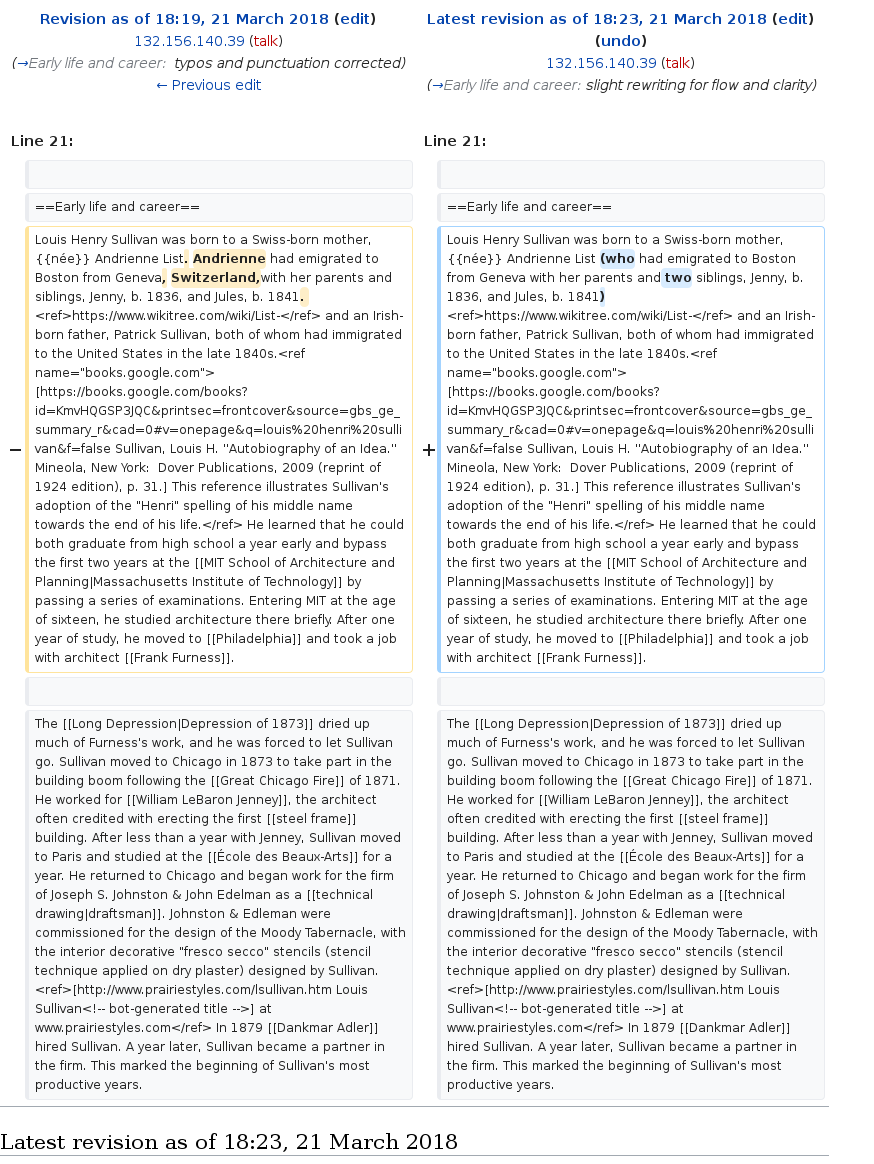 Revision as of 18:19, 21 March 2018 (edit)
132.156.140.39 (talk)
(→Early life and career: typos and punctuation corrected)
← Previous edit
Latest revision as of 18:23, 21 March 2018 (edit)
(undo)
132.156.140.39 (talk)
(→Early life and career: slight rewriting for flow and clarity)
Line 21:
==Early life and career==
− Louis Henry Sullivan was born to a Swiss-born mother,
{{née}} Andrienne List. Andrienne had emigrated to
Boston from Geneva, Switzerland,with her parents and
siblings, Jenny, b. 1836, and Jules, b. 1841.
<ref>https://www.wikitree.com/wiki/List-</ref> and an Irish-
born father, Patrick Sullivan, both of whom had immigrated
to the United States in the late 1840s.<ref
name="books.google.com">
[https://books.google.com/books?
id=KmvHQGSP3JQC&printsec=frontcover&source=gbs_ge_
summary_r&cad=0#v=onepage&q=louis%20henri%20sulli
van&f=false Sullivan, Louis H. ''Autobiography of an Idea.''
Mineola, New York:  Dover Publications, 2009 (reprint of
1924 edition), p. 31.] This reference illustrates Sullivan's
adoption of the "Henri" spelling of his middle name
towards the end of his life.</ref> He learned that he could
both graduate from high school a year early and bypass
the first two years at the [[MIT School of Architecture and
Planning|Massachusetts Institute of Technology]] by
passing a series of examinations. Entering MIT at the age
of sixteen, he studied architecture there briefly. After one
year of study, he moved to [[Philadelphia]] and took a job
with architect [[Frank Furness]].
The [[Long Depression|Depression of 1873]] dried up
much of Furness's work, and he was forced to let Sullivan
go. Sullivan moved to Chicago in 1873 to take part in the
building boom following the [[Great Chicago Fire]] of 1871.
He worked for [[William LeBaron Jenney]], the architect
often credited with erecting the first [[steel frame]]
building. After less than a year with Jenney, Sullivan moved
to Paris and studied at the [[École des Beaux-Arts]] for a
year. He returned to Chicago and began work for the firm
of Joseph S. Johnston & John Edelman as a [[technical
drawing|draftsman]]. Johnston & Edleman were
commissioned for the design of the Moody Tabernacle, with
the interior decorative "fresco secco" stencils (stencil
technique applied on dry plaster) designed by Sullivan.
<ref>[http://www.prairiestyles.com/lsullivan.htm Louis
Sullivan<!-- bot-generated title -->] at
www.prairiestyles.com</ref> In 1879 [[Dankmar Adler]]
hired Sullivan. A year later, Sullivan became a partner in
the firm. This marked the beginning of Sullivan's most
productive years.
Line 21:
==Early life and career==
+ Louis Henry Sullivan was born to a Swiss-born mother,
{{née}} Andrienne List (who had emigrated to Boston
from Geneva with her parents and two siblings, Jenny, b.
1836, and Jules, b. 1841)
<ref>https://www.wikitree.com/wiki/List-</ref> and an Irish-
born father, Patrick Sullivan, both of whom had immigrated
to the United States in the late 1840s.<ref
name="books.google.com">
[https://books.google.com/books?
id=KmvHQGSP3JQC&printsec=frontcover&source=gbs_ge_
summary_r&cad=0#v=onepage&q=louis%20henri%20sulli
van&f=false Sullivan, Louis H. ''Autobiography of an Idea.''
Mineola, New York:  Dover Publications, 2009 (reprint of
1924 edition), p. 31.] This reference illustrates Sullivan's
adoption of the "Henri" spelling of his middle name
towards the end of his life.</ref> He learned that he could
both graduate from high school a year early and bypass
the first two years at the [[MIT School of Architecture and
Planning|Massachusetts Institute of Technology]] by
passing a series of examinations. Entering MIT at the age
of sixteen, he studied architecture there briefly. After one
year of study, he moved to [[Philadelphia]] and took a job
with architect [[Frank Furness]].
The [[Long Depression|Depression of 1873]] dried up
much of Furness's work, and he was forced to let Sullivan
go. Sullivan moved to Chicago in 1873 to take part in the
building boom following the [[Great Chicago Fire]] of 1871.
He worked for [[William LeBaron Jenney]], the architect
often credited with erecting the first [[steel frame]]
building. After less than a year with Jenney, Sullivan moved
to Paris and studied at the [[École des Beaux-Arts]] for a
year. He returned to Chicago and began work for the firm
of Joseph S. Johnston & John Edelman as a [[technical
drawing|draftsman]]. Johnston & Edleman were
commissioned for the design of the Moody Tabernacle, with
the interior decorative "fresco secco" stencils (stencil
technique applied on dry plaster) designed by Sullivan.
<ref>[http://www.prairiestyles.com/lsullivan.htm Louis
Sullivan<!-- bot-generated title -->] at
www.prairiestyles.com</ref> In 1879 [[Dankmar Adler]]
hired Sullivan. A year later, Sullivan became a partner in
the firm. This marked the beginning of Sullivan's most
productive years.
Latest revision as of 18:23, 21 March 2018